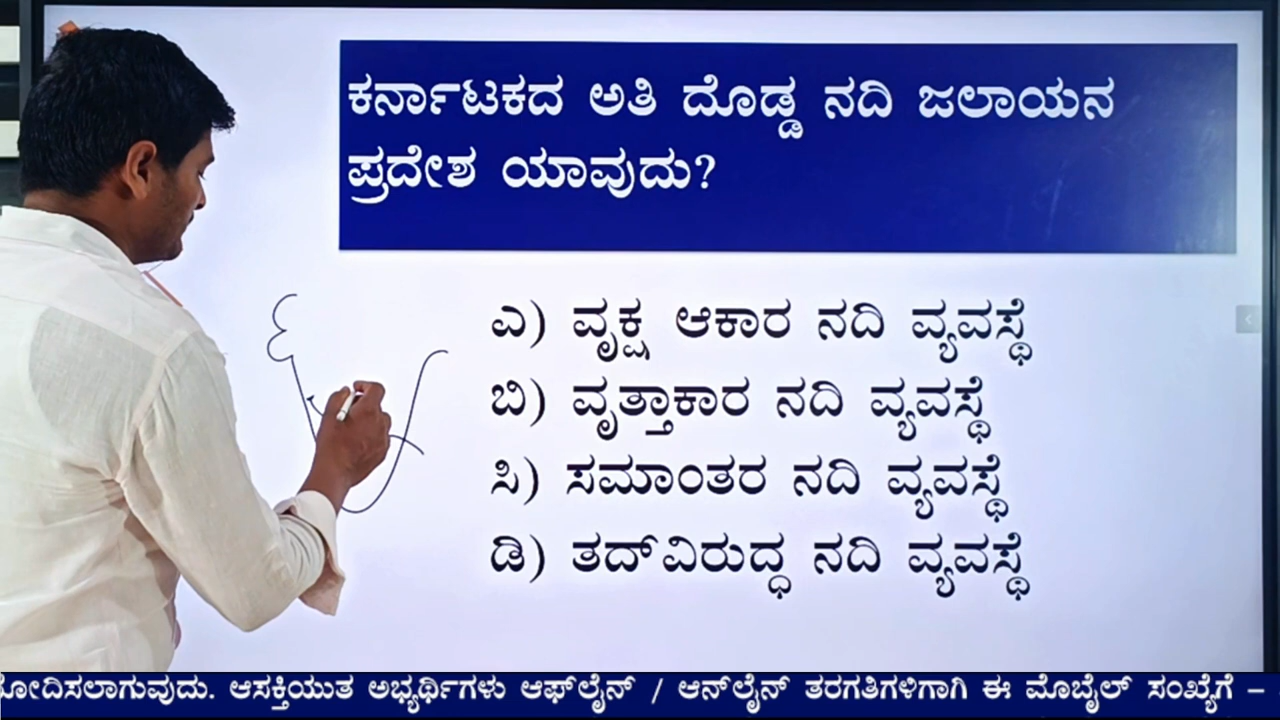 ಕರ್ನಾಟಕದ ಅತಿ ದೊಡ್ಡ ನದಿ ಜಲಾಯನ
ಪ್ರದೇಶ ಯಾವುದು?
ಎ) ವೃಕ್ಷ ಆಕಾರ ನದಿ ವ್ಯವಸ್ಥೆ
ಬಿ) ವೃತ್ತಾಕಾರ ನದಿ ವ್ಯವಸ್ಥೆ
ಸಿ) ಸಮಾಂತರ ನದಿ ವ್ಯವಸ್ಥೆ
ಡಿ) ತದ್‌ವಿರುದ್ಧ ನದಿ ವ್ಯವಸ್ಥೆ
ಆಸಕ್ತಿಯುತ ಅಭ್ಯರ್ಥಿಗಳು ಆಫ್‌ಲೈನ್ / ಆನ್‌ಲೈನ್ ತರಗತಿಗಳಿಗಾಗಿ ಈ ಮೊಬೈಲ್ ಸಂಖ್ಯೆಗೆ –